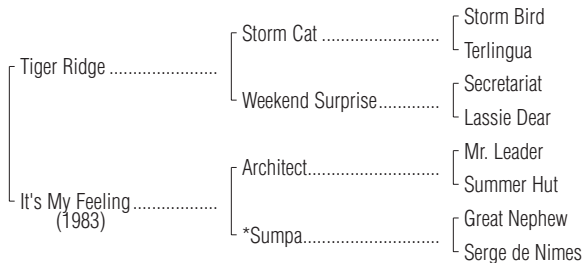 Storm Bird
Storm Cat ........................
Terlingua
Tiger Ridge ......................
Secretariat
Weekend Surprise.............
Lassie Dear
Mr. Leader
Architect...........................
Summer Hut
It's My Feeling .................
(1983)
Great Nephew
*Sumpa............................
Serge de Nimes